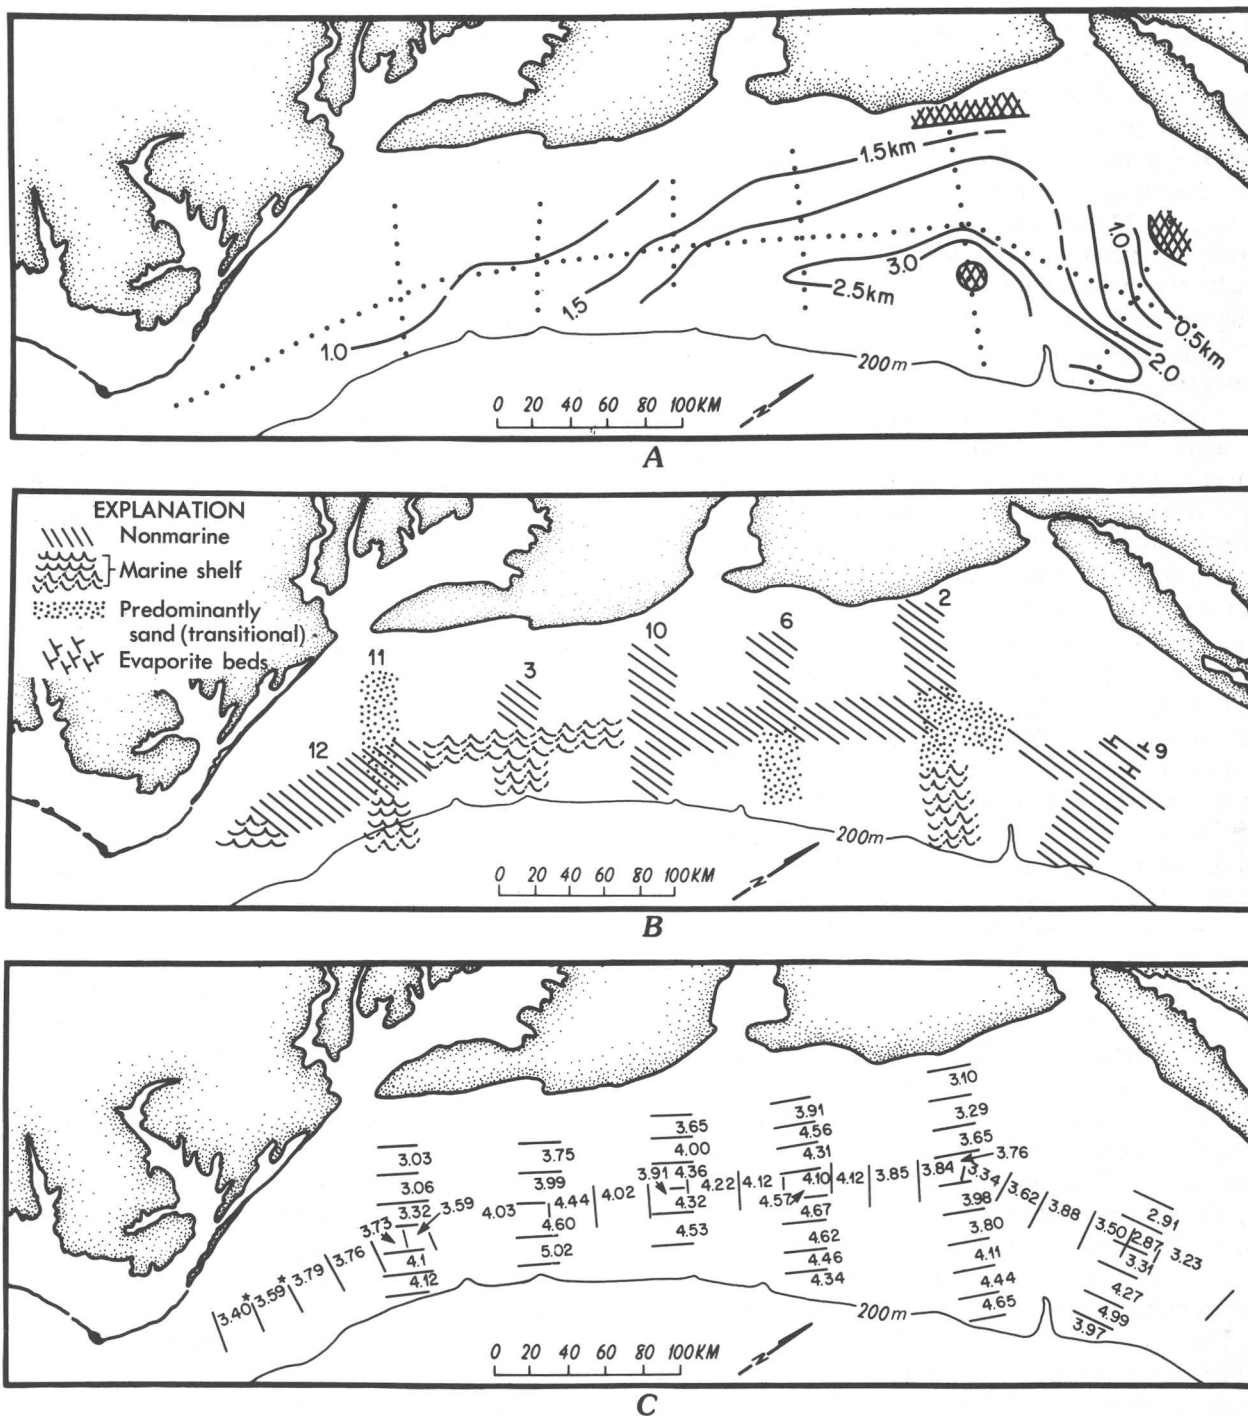 1.5km
1.0
3.0
2.5km
1.5
0.5km
1.0
200m
2.0
0 20 40 60 80 100KM
N
A
EXPLANATION
Nonmarine
Marine shelf
Predominantly
sand (transitional)
Evaporite beds
2
6
10
11
3
12
9
200m
0 20 40 60 80 100KM
N
B
3.10
3.91 3.29
3.65 4.56
3.75 4.00 4.31 3.65
3.03 3.91 4.36 3.84 3.76
3.99 4.02 4.22 4.12 4.10 4.12 3.85 3.34
3.06 3.59 4.03 4.44 4.32 4.57 3.98 3.62
3.32 4.60 4.53 4.67 3.80 3.88 2.91
3.73 5.02 4.62 4.11 3.50 2.87 3.23
3.76 4.1 4.46 4.44 3.31
3.79 4.12 4.34 4.65 4.27
3.59* 4.99
3.40* 3.97
200m
0 20 40 60 80 100KM
N
C